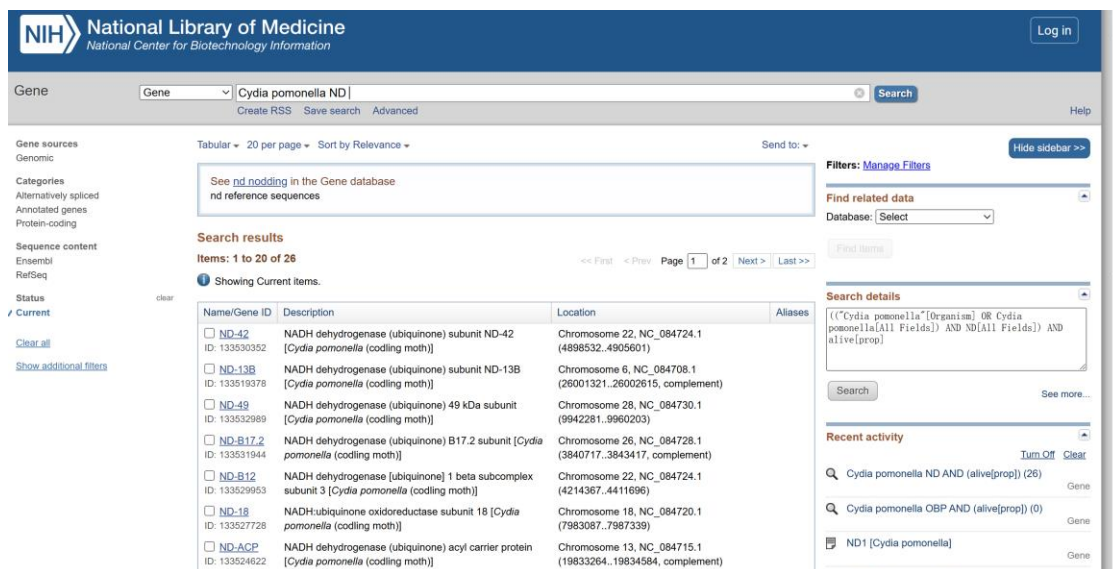 NIH National Library of Medicine
National Center for Biotechnology Information
Log in
Gene
Gene
Cydia pomonella ND
Search
Create RSS Save search Advanced
Help
Gene sources
Genomic
Categories
Alternatively spliced
Annotated genes
Protein-coding
Sequence content
Ensembl
RefSeq
Status clear
Current
Clear all
Show additional filters
Tabular 20 per page Sort by Relevance Send to:
See nd nodding in the Gene database
nd reference sequences
Search results
Items: 1 to 20 of 26
<< First < Prev Page 1 of 2 Next > Last >>
Showing Current items.
Name/Gene ID Description Location Aliases
ND-42 NADH dehydrogenase (ubiquinone) subunit ND-42 Chromosome 22, NC_084724.1
ID: 133530352 [Cydia pomonella (codling moth)] (4898532..4905601)
ND-13B NADH dehydrogenase (ubiquinone) subunit ND-13B Chromosome 6, NC_084708.1
ID: 133519378 [Cydia pomonella (codling moth)] (26001321..26002615, complement)
ND-49 NADH dehydrogenase (ubiquinone) 49 kDa subunit Chromosome 28, NC_084730.1
ID: 133532989 [Cydia pomonella (codling moth)] (9942281..9960203)
ND-B17.2 NADH dehydrogenase (ubiquinone) B17.2 subunit [Cydia Chromosome 26, NC_084728.1
ID: 133531944 pomonella (codling moth)] (3840717..3843417, complement)
ND-B12 NADH dehydrogenase [ubiquinone] 1 beta subcomplex Chromosome 22, NC_084724.1
ID: 133529953 subunit 3 [Cydia pomonella (codling moth)] (4214367..4411696)
ND-18 NADH:ubiquinone oxidoreductase subunit 18 [Cydia Chromosome 18, NC_084720.1
ID: 133527728 pomonella (codling moth)] (7983087..7987339)
ND-ACP NADH dehydrogenase (ubiquinone) acyl carrier protein Chromosome 13, NC_084715.1
ID: 133524622 [Cydia pomonella (codling moth)] (19833264..19834584, complement)
Hide sidebar >>
Filters: Manage Filters
Find related data
Database: Select
Find items
Search details
(("Cydia pomonella"[Organism] OR Cydia
pomonella[All Fields]) AND ND[All Fields]) AND
alive[prop]
Search
See more...
Recent activity
Turn Off Clear
Cydia pomonella ND AND (alive[prop]) (26)
Gene
Cydia pomonella OBP AND (alive[prop]) (0)
Gene
ND1 [Cydia pomonella]
Gene